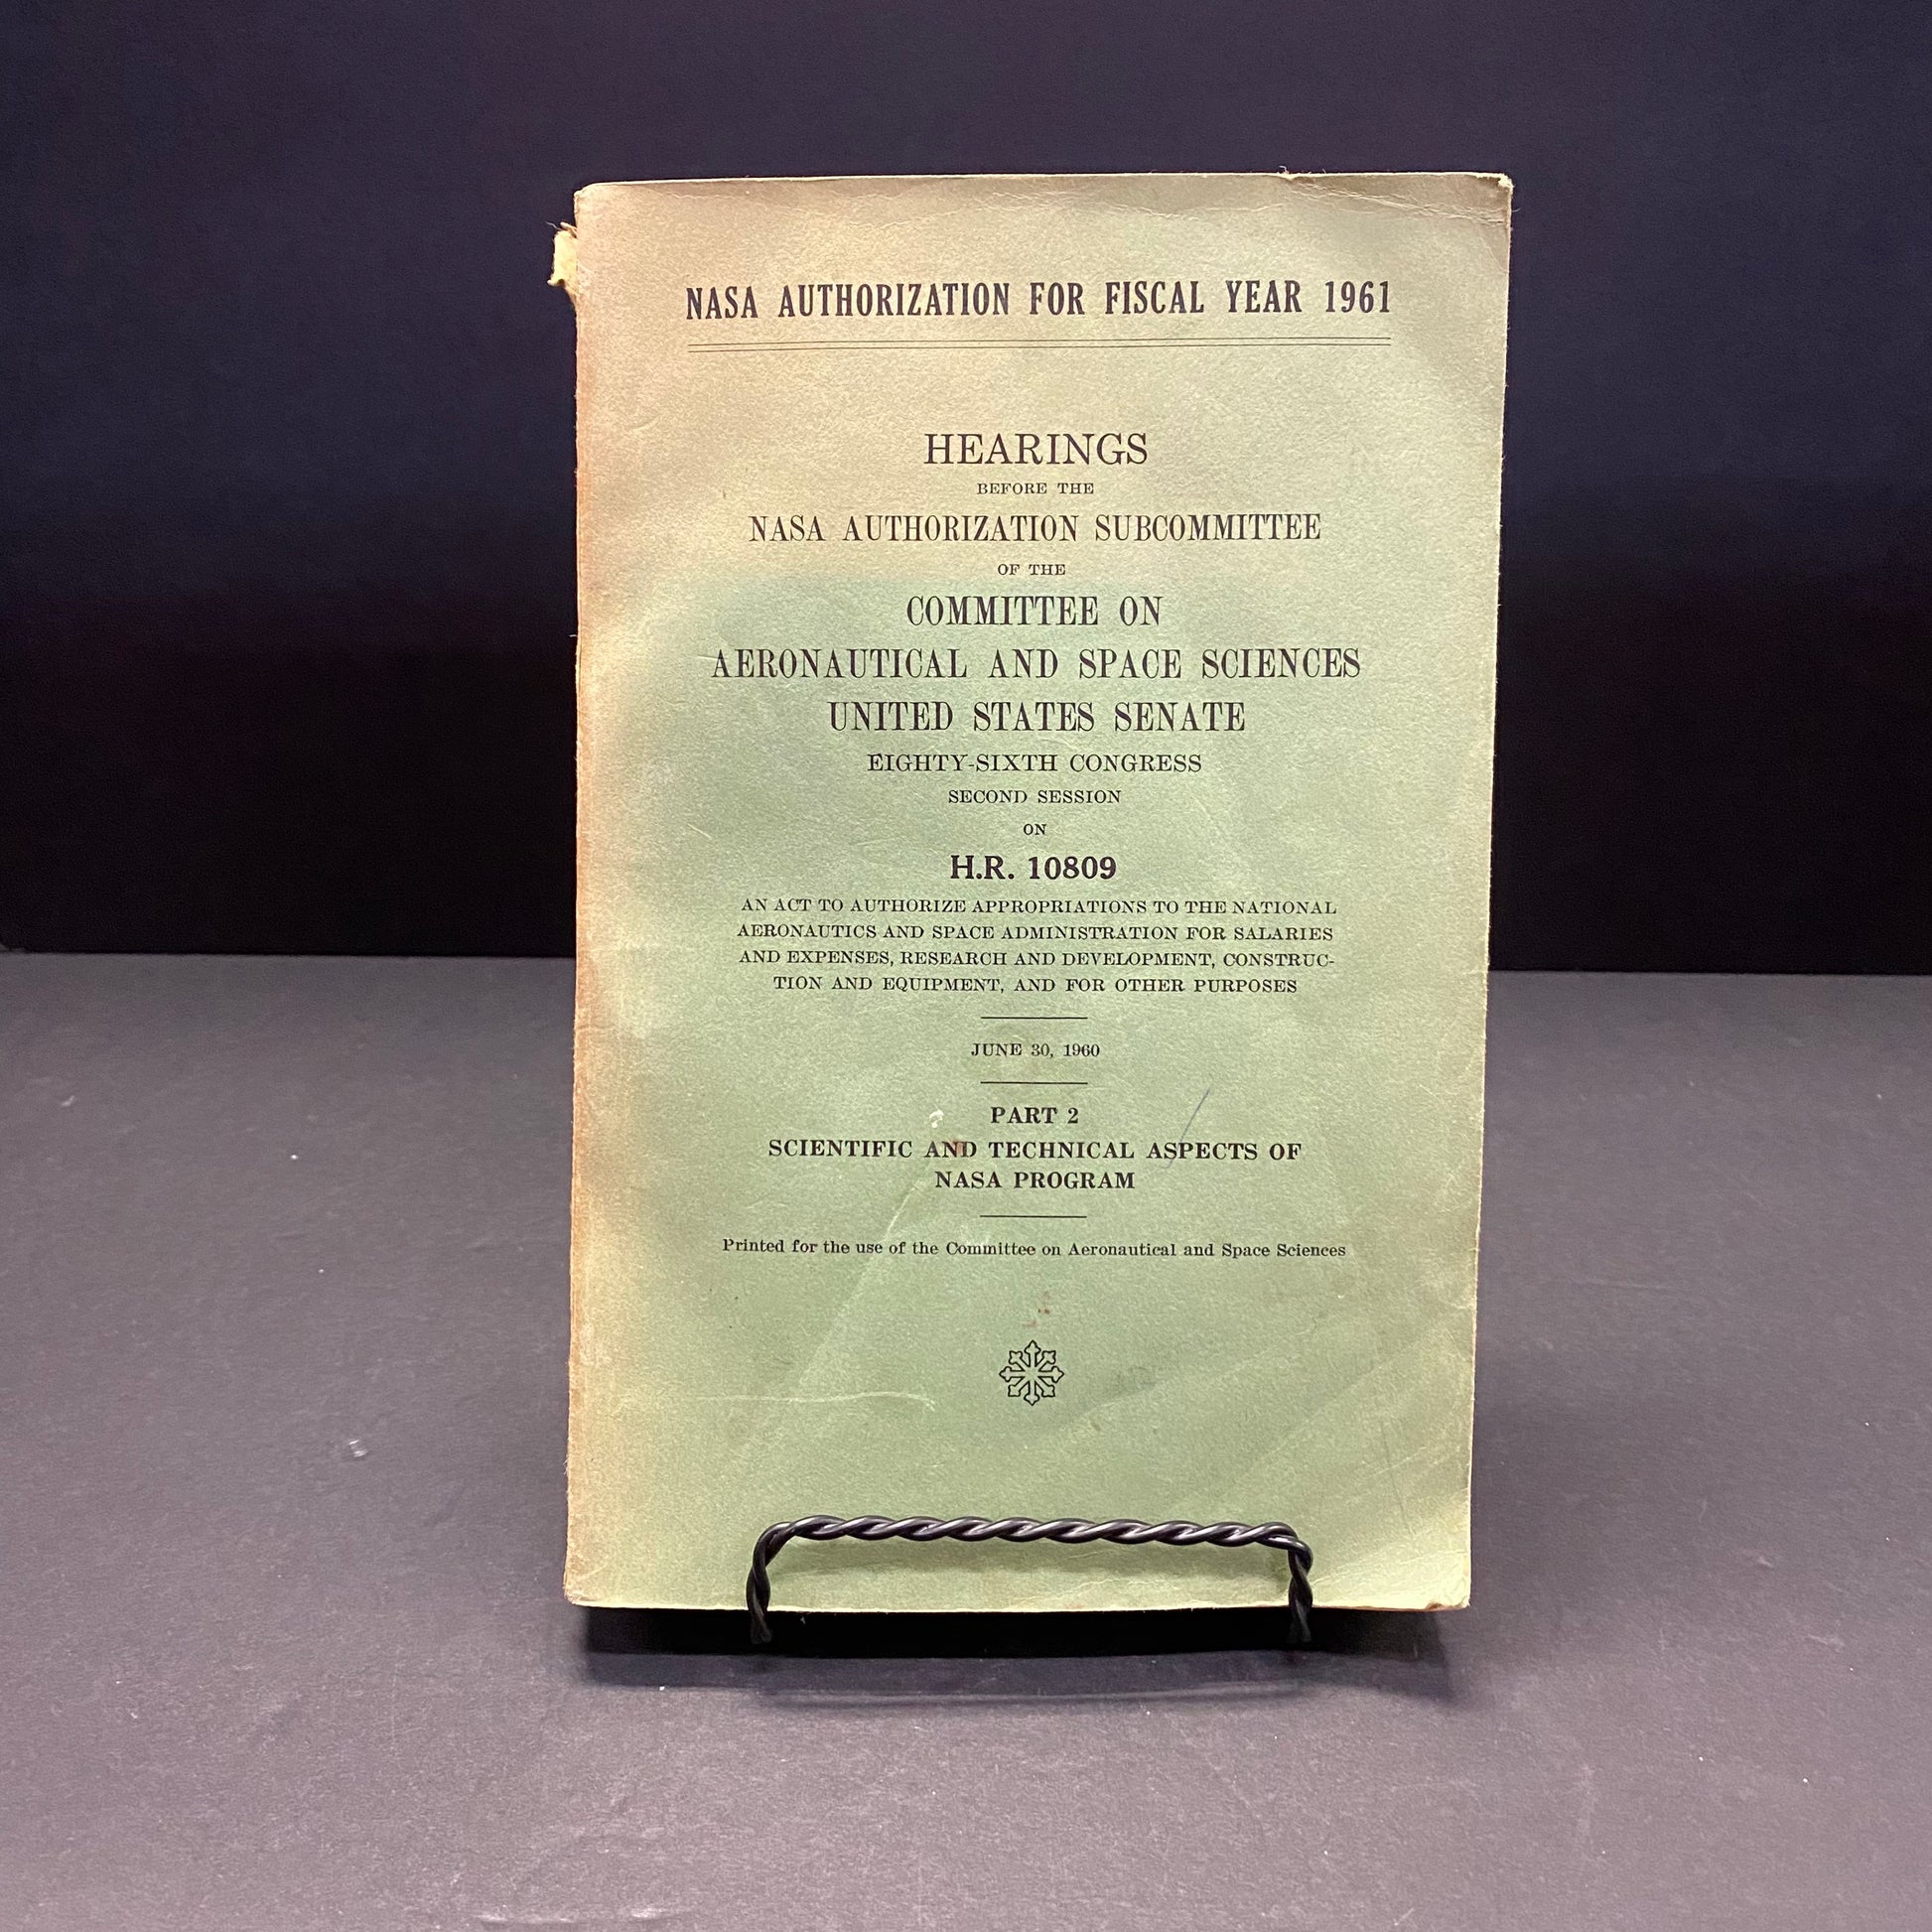 NASA AUTHORIZATION FOR FISCAL YEAR 1961
HEARINGS
BEFORE THE
NASA AUTHORIZATION SUBCOMMITTEE
OF THE
COMMITTEE ON
AERONAUTICAL AND SPACE SCIENCES
UNITED STATES SENATE
EIGHTY-SIXTH CONGRESS
SECOND SESSION
ON
H.R. 10809
AN ACT TO AUTHORIZE APPROPRIATIONS TO THE NATIONAL
AERONAUTICS AND SPACE ADMINISTRATION FOR SALARIES
AND EXPENSES, RESEARCH AND DEVELOPMENT, CONSTRUC-
TION AND EQUIPMENT, AND FOR OTHER PURPOSES
JUNE 30, 1960
PART 2
SCIENTIFIC AND TECHNICAL ASPECTS OF
NASA PROGRAM
Printed for the use of the Committee on Aeronautical and Space Sciences